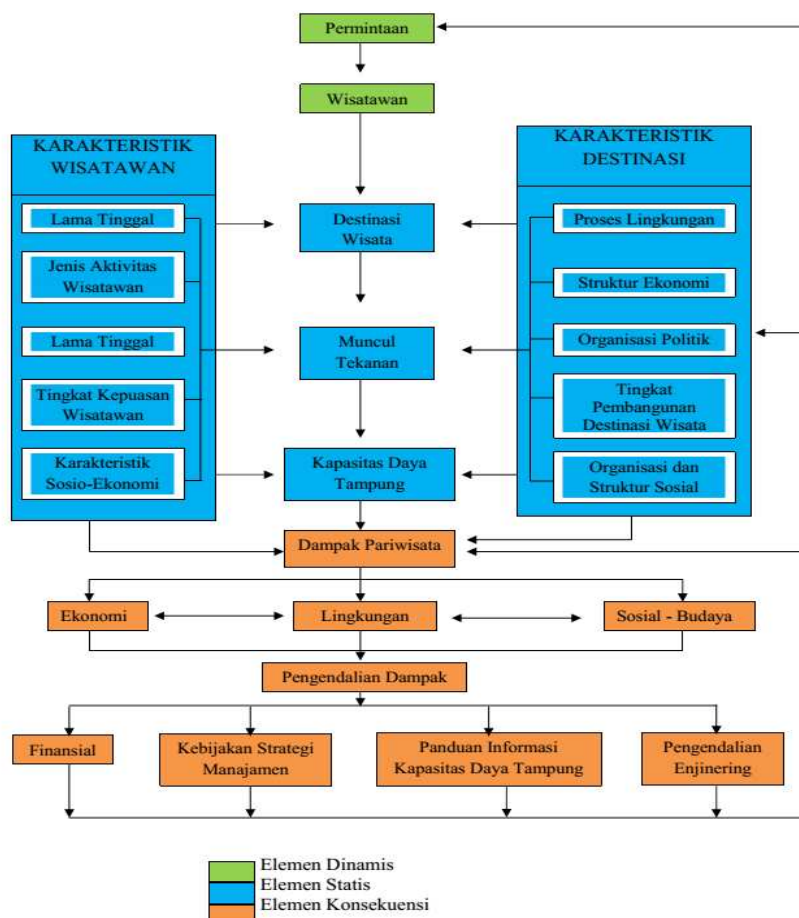 Permintaan
Wisatawan
KARAKTERISTIK
WISATAWAN
Lama Tinggal
Jenis Aktivitas
Wisatawan
Lama Tinggal
Tingkat Kepuasan
Wisatawan
Karakteristik
Sosio-Ekonomi
Destinasi
Wisata
Muncul
Tekanan
Kapasitas Daya
Tampung
KARAKTERISTIK
DESTINASI
Proses Lingkungan
Struktur Ekonomi
Organisasi Politik
Tingkat
Pembangunan
Destinasi Wisata
Organisasi dan
Struktur Sosial
Dampak Pariwisata
Ekonomi
Lingkungan
Sosial - Budaya
Pengendalian Dampak
Finansial
Kebijakan Strategi
Manajamen
Panduan Informasi
Kapasitas Daya Tampung
Pengendalian
Enjinering
Elemen Dinamis
Elemen Statis
Elemen Konsekuensi